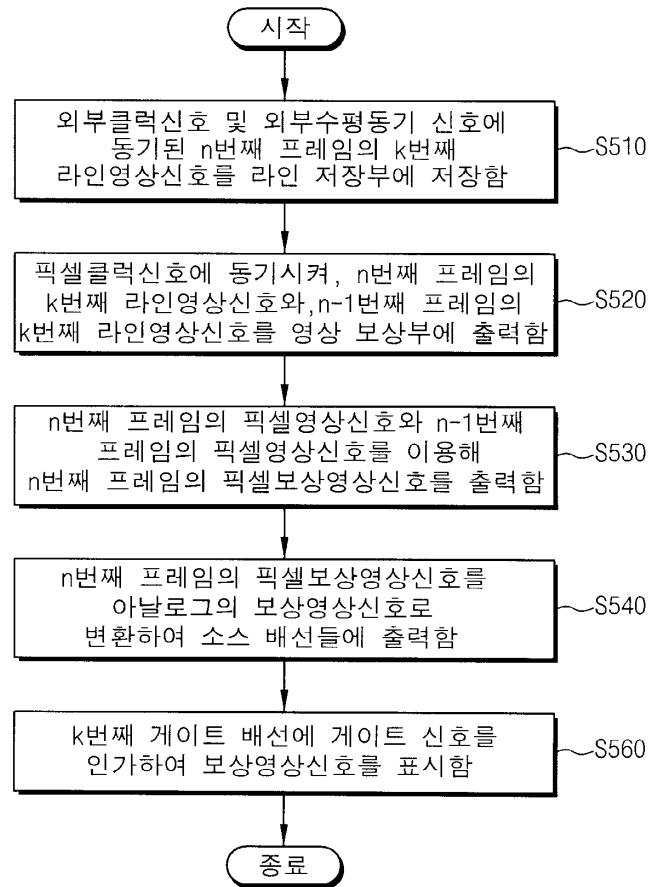 시작
외부클럭신호 및 외부수평동기 신호에
동기된 n번째 프레임의 k번째
라인영상신호를 라인 저장부에 저장함
S510
픽셀클럭신호에 동기시켜, n번째 프레임의
k번째 라인영상신호와,n-1번째 프레임의
k번째 라인영상신호를 영상 보상부에 출력함
S520
n번째 프레임의 픽셀영상신호와 n-1번째
프레임의 픽셀영상신호를 이용해
n번째 프레임의 픽셀보상영상신호를 출력함
S530
n번째 프레임의 픽셀보상영상신호를
아날로그의 보상영상신호로
변환하여 소스 배선들에 출력함
S540
k번째 게이트 배선에 게이트 신호를
인가하여 보상영상신호를 표시함
S560
종료